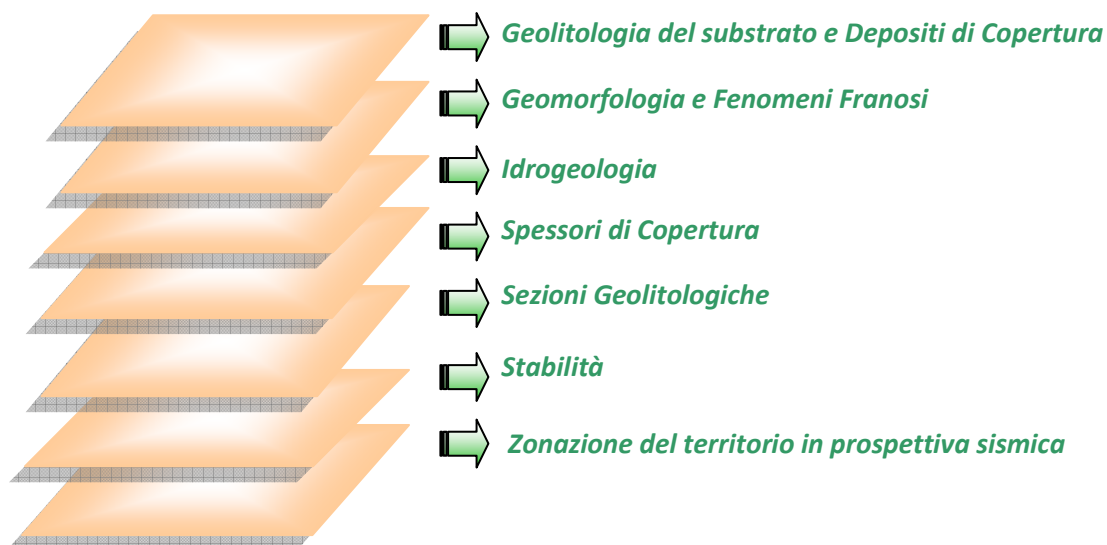 Geolitologia del substrato e Depositi di Copertura
Geomorfologia e Fenomeni Franosi
Idrogeologia
Spessori di Copertura
Sezioni Geolitologiche
Stabilità
Zonazione del territorio in prospettiva sismica